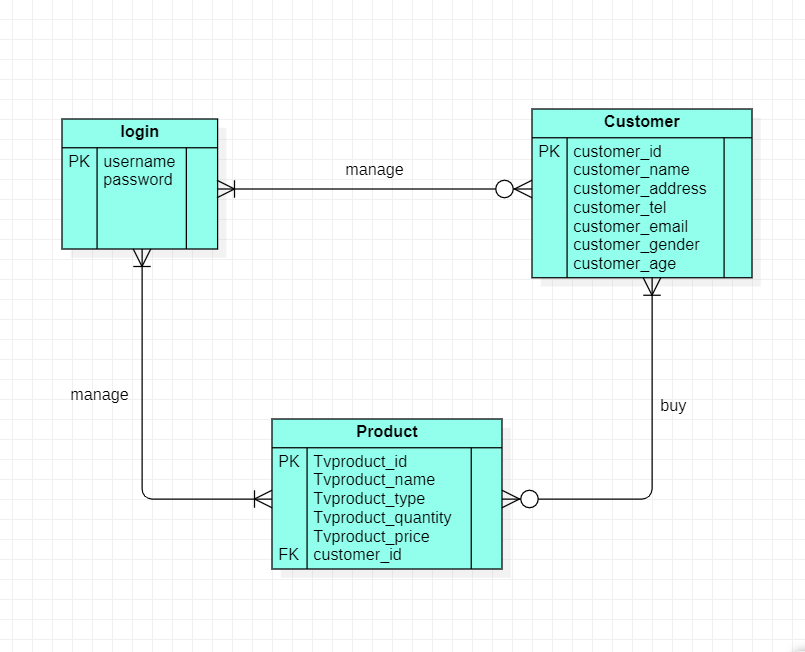 login
PK username
password
manage
Customer
PK customer_id
customer_name
customer_address
customer_tel
customer_email
customer_gender
customer_age
manage
buy
Product
PK Tvproduct_id
Tvproduct_name
Tvproduct_type
Tvproduct_quantity
Tvproduct_price
FK customer_id